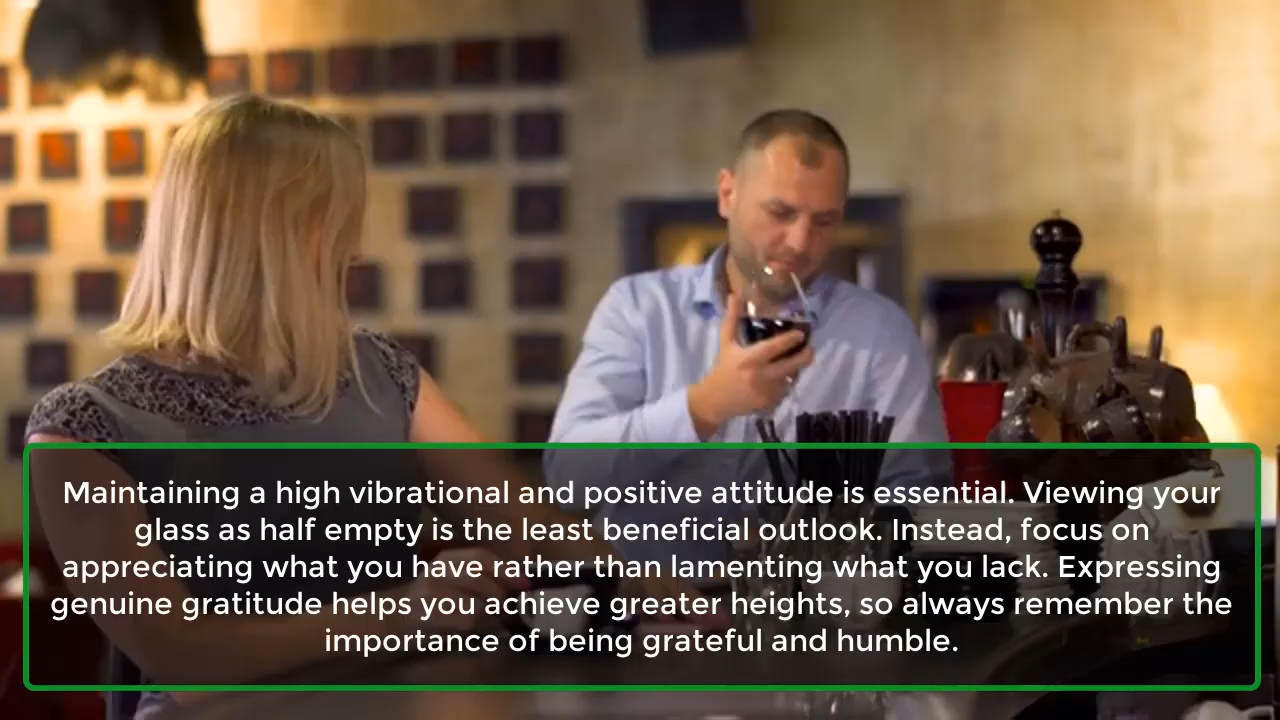 Maintaining a high vibrational and positive attitude is essential. Viewing your
glass as half empty is the least beneficial outlook. Instead, focus on
appreciating what you have rather than lamenting what you lack. Expressing
genuine gratitude helps you achieve greater heights, so always remember the
importance of being grateful and humble.